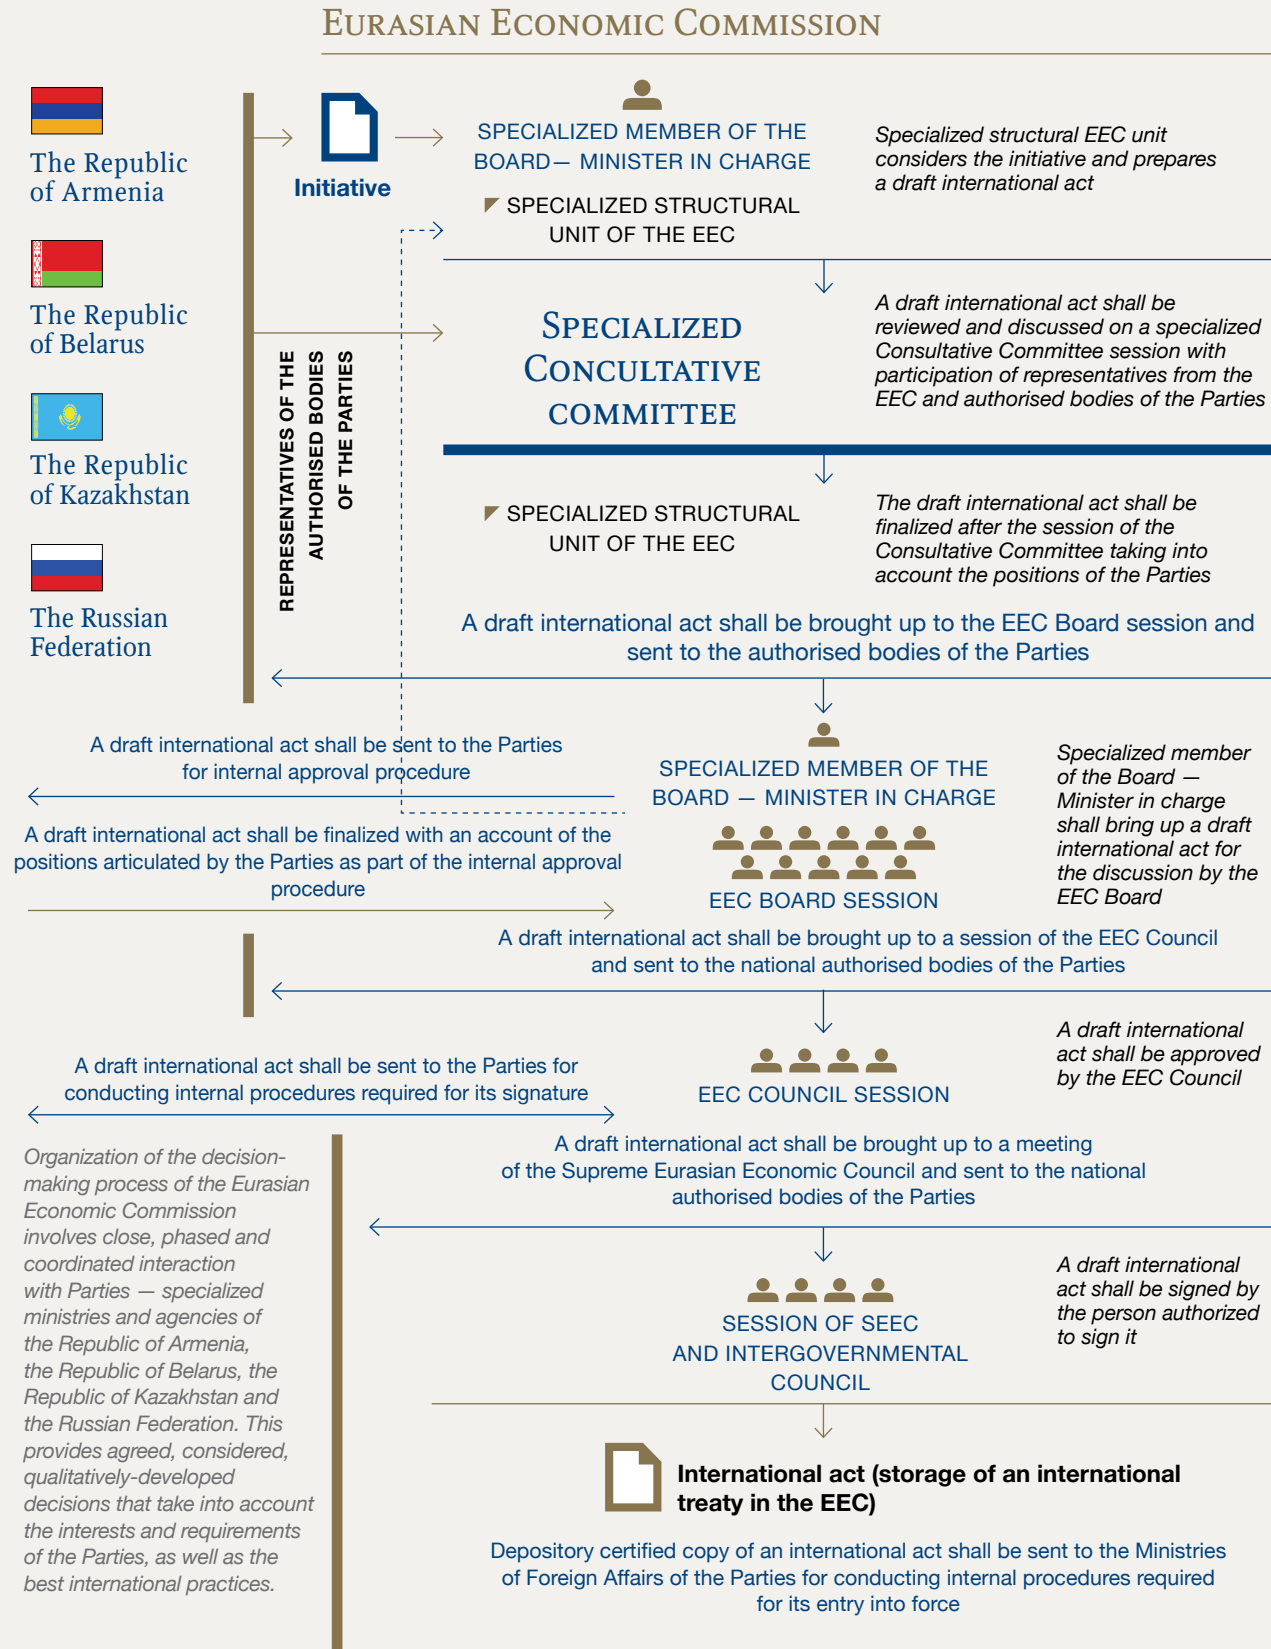 EURASIAN ECONOMIC COMMISSION
The Republic
of Armenia
The Republic
of Belarus
The Republic
of Kazakhstan
The Russian
Federation
Initiative
REPRESENTATIVES OF THE
AUTHORISED BODIES
OF THE PARTIES
SPECIALIZED MEMBER OF THE
BOARD— MINISTER IN CHARGE
SPECIALIZED STRUCTURAL
UNIT OF THE EEC
Specialized structural EEC unit
considers the initiative and prepares
a draft international act
SPECIALIZED
CONCULTATIVE
COMMITTEE
A draft international act shall be
reviewed and discussed on a specialized
Consultative Committee session with
participation of representatives from the
EEC and authorised bodies of the Parties
SPECIALIZED STRUCTURAL
UNIT OF THE EEC
The draft international act shall be
finalized after the session of the
Consultative Committee taking into
account the positions of the Parties
A draft international act shall be brought up to the EEC Board session and
sent to the authorised bodies of the Parties
A draft international act shall be sent to the Parties
for internal approval procedure
A draft international act shall be finalized with an account of the
positions articulated by the Parties as part of the internal approval
procedure
SPECIALIZED MEMBER OF THE
BOARD — MINISTER IN CHARGE
EEC BOARD SESSION
Specialized member
of the Board —
Minister in charge
shall bring up a draft
international act for
the discussion by the
EEC Board
A draft international act shall be brought up to a session of the EEC Council
and sent to the national authorised bodies of the Parties
A draft international act shall be sent to the Parties for
conducting internal procedures required for its signature
EEC COUNCIL SESSION
A draft international
act shall be approved
by the EEC Council
A draft international act shall be brought up to a meeting
of the Supreme Eurasian Economic Council and sent to the national
authorised bodies of the Parties
Organization of the decision-
making process of the Eurasian
Economic Commission
involves close, phased and
coordinated interaction
with Parties — specialized
ministries and agencies of
the Republic of Armenia,
the Republic of Belarus, the
Republic of Kazakhstan and
the Russian Federation. This
provides agreed, considered,
qualitatively-developed
decisions that take into account
the interests and requirements
of the Parties, as well as the
best international practices.
SESSION OF SEEC
AND INTERGOVERNMENTAL
COUNCIL
A draft international
act shall be signed by
the person authorized
to sign it
International act (storage of an international
treaty in the EEC)
Depository certified copy of an international act shall be sent to the Ministries
of Foreign Affairs of the Parties for conducting internal procedures required
for its entry into force